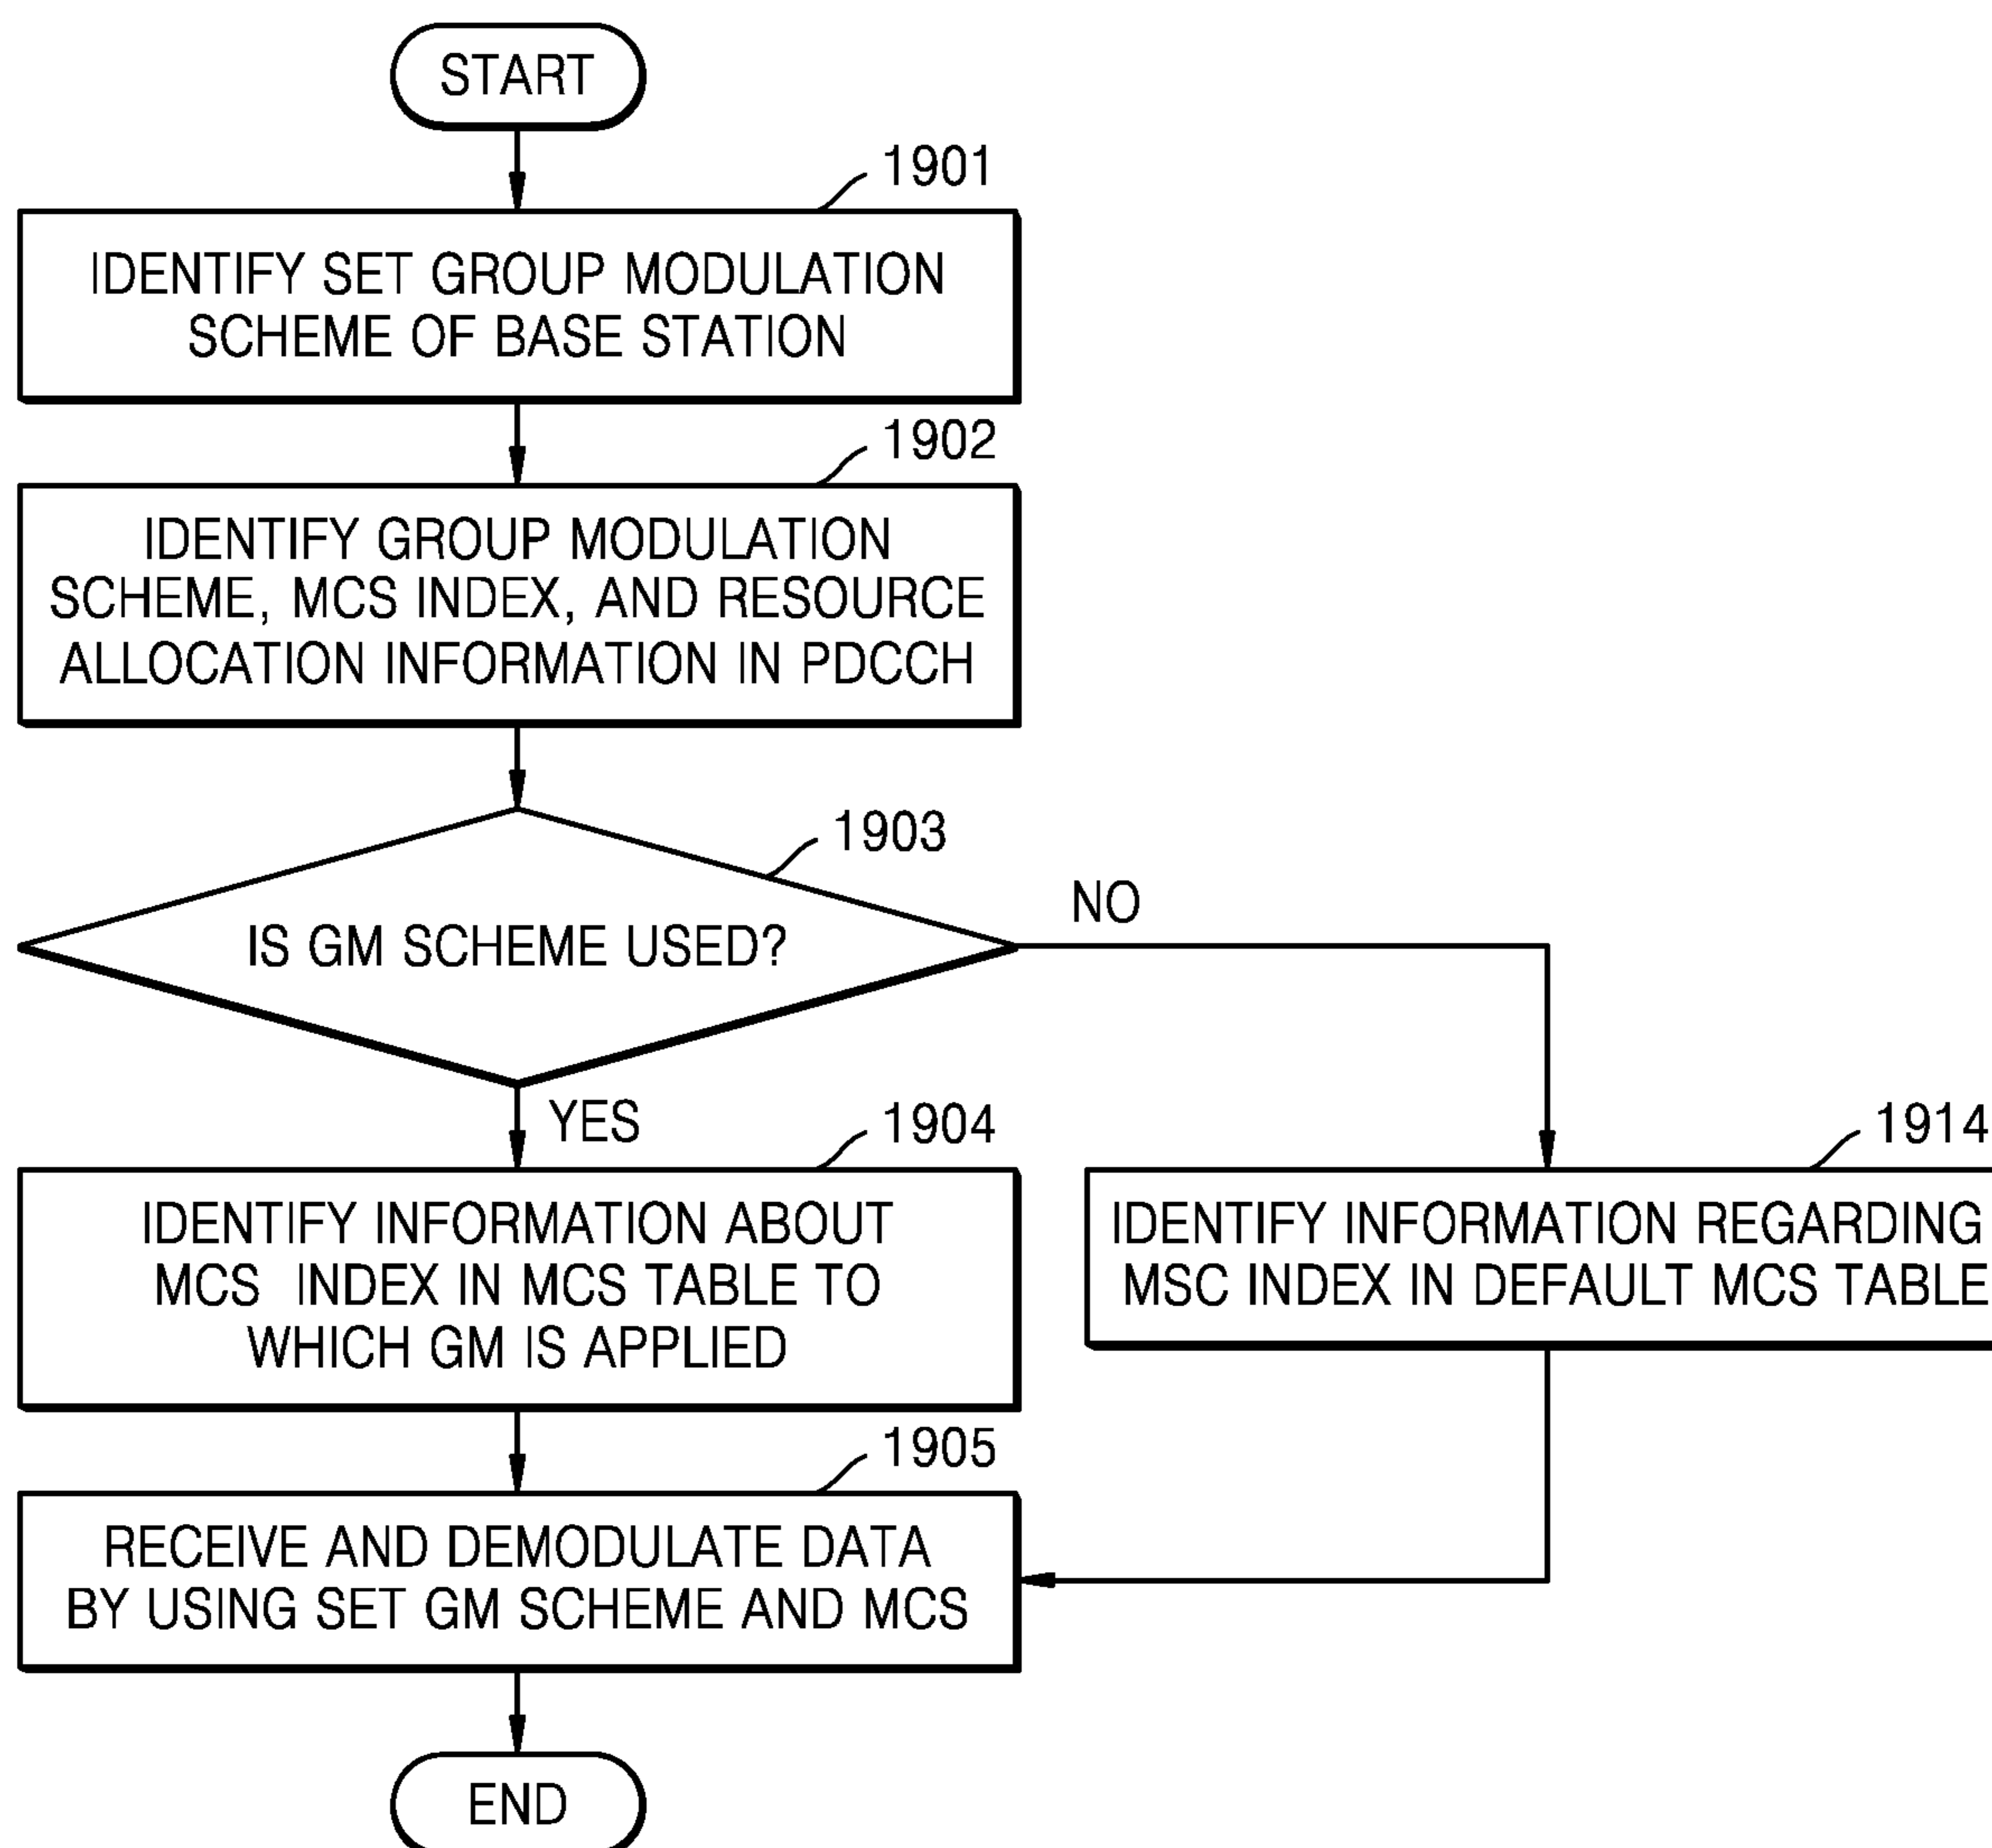 START
1901
IDENTIFY SET GROUP MODULATION
SCHEME OF BASE STATION
1902
IDENTIFY GROUP MODULATION
SCHEME, MCS INDEX, AND RESOURCE
ALLOCATION INFORMATION IN PDCCH
1903
IS GM SCHEME USED?
NO
YES
1904
IDENTIFY INFORMATION ABOUT
MCS INDEX IN MCS TABLE TO
WHICH GM IS APPLIED
1914
IDENTIFY INFORMATION REGARDING
MSC INDEX IN DEFAULT MCS TABLE
1905
RECEIVE AND DEMODULATE DATA
BY USING SET GM SCHEME AND MCS
END